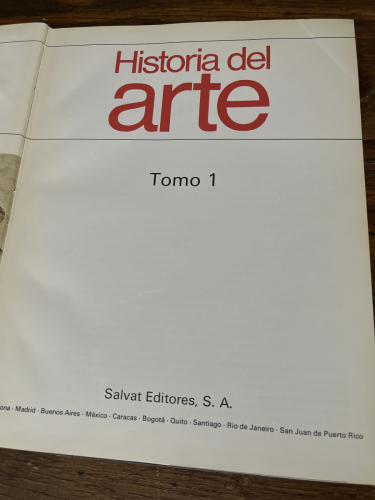 Historia del
arte
Tomo 1
Salvat Editores, S. A.
Madrid · Buenos Aires · México · Caracas · Bogotá · Quito · Santiago · Rio de Janeiro · San Juan de Puerto Rico